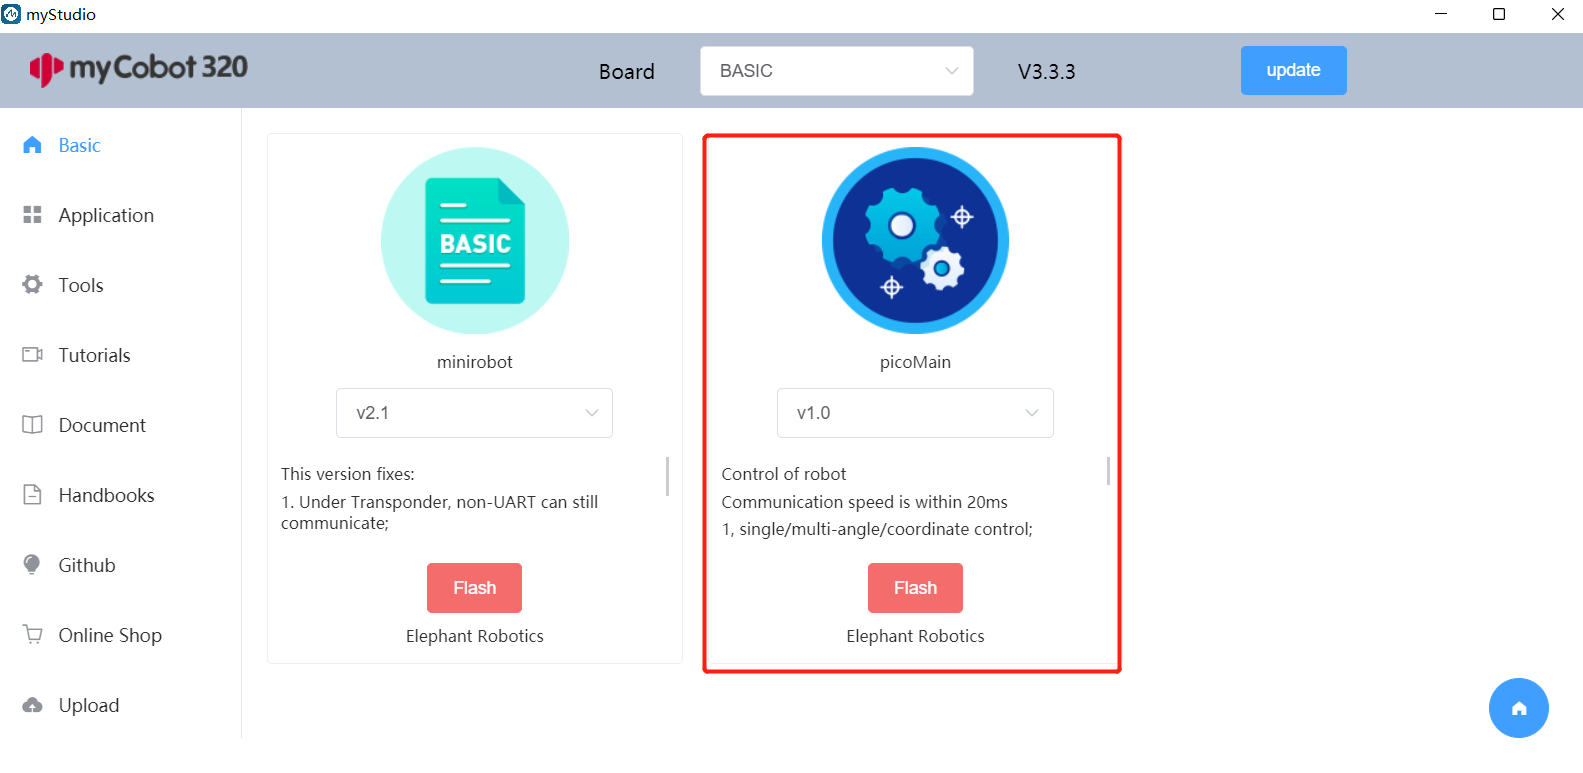 myStudio
myCobot 320
Board
BASIC
V3.3.3
update
Basic
Application
Tools
Tutorials
Document
Handbooks
Github
Online Shop
Upload
BASIC
minirobot
v2.1
This version fixes:
1. Under Transponder, non-UART can still
communicate;
Flash
Elephant Robotics
picoMain
v1.0
Control of robot
Communication speed is within 20ms
1, single/multi-angle/coordinate control;
Flash
Elephant Robotics